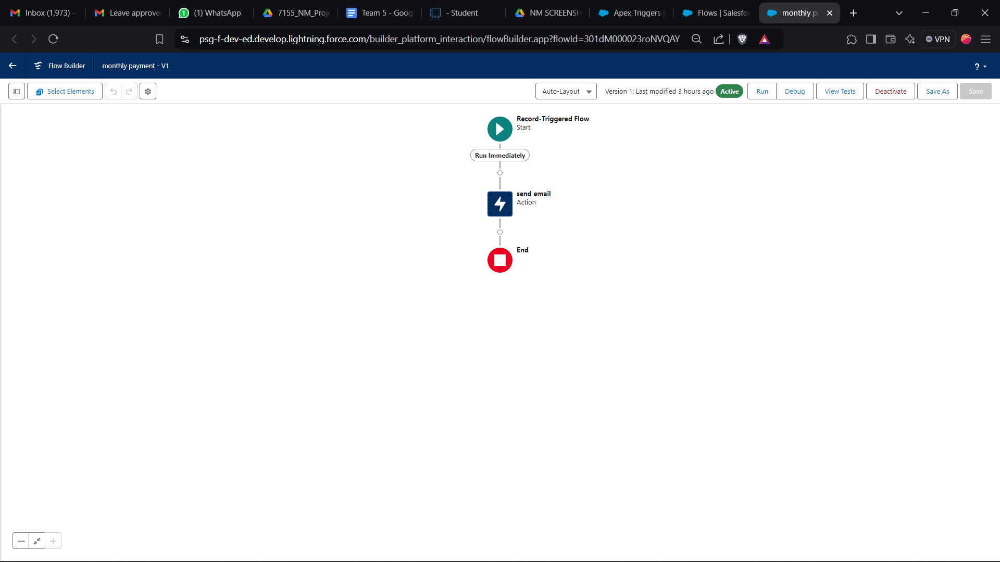 Inbox (1,973) -
Leave approve
(1) WhatsApp
7155_NM_Proj
Team 5 - Goog
- Student
NM SCREENSH
Apex Triggers |
Flows | Salesfo
monthly p
psg-f-dev-ed.develop.lightning.force.com/builder_platform_interaction/flowBuilder.app?flowId=301dM000023roNVQAY
VPN
Flow Builder
monthly payment - V1
?
Select Elements
Auto-Layout
Version 1: Last modified 3 hours ago
Active
Run
Debug
View Tests
Deactivate
Save As
Save
Record-Triggered Flow
Start
Run Immediately
send email
Action
End